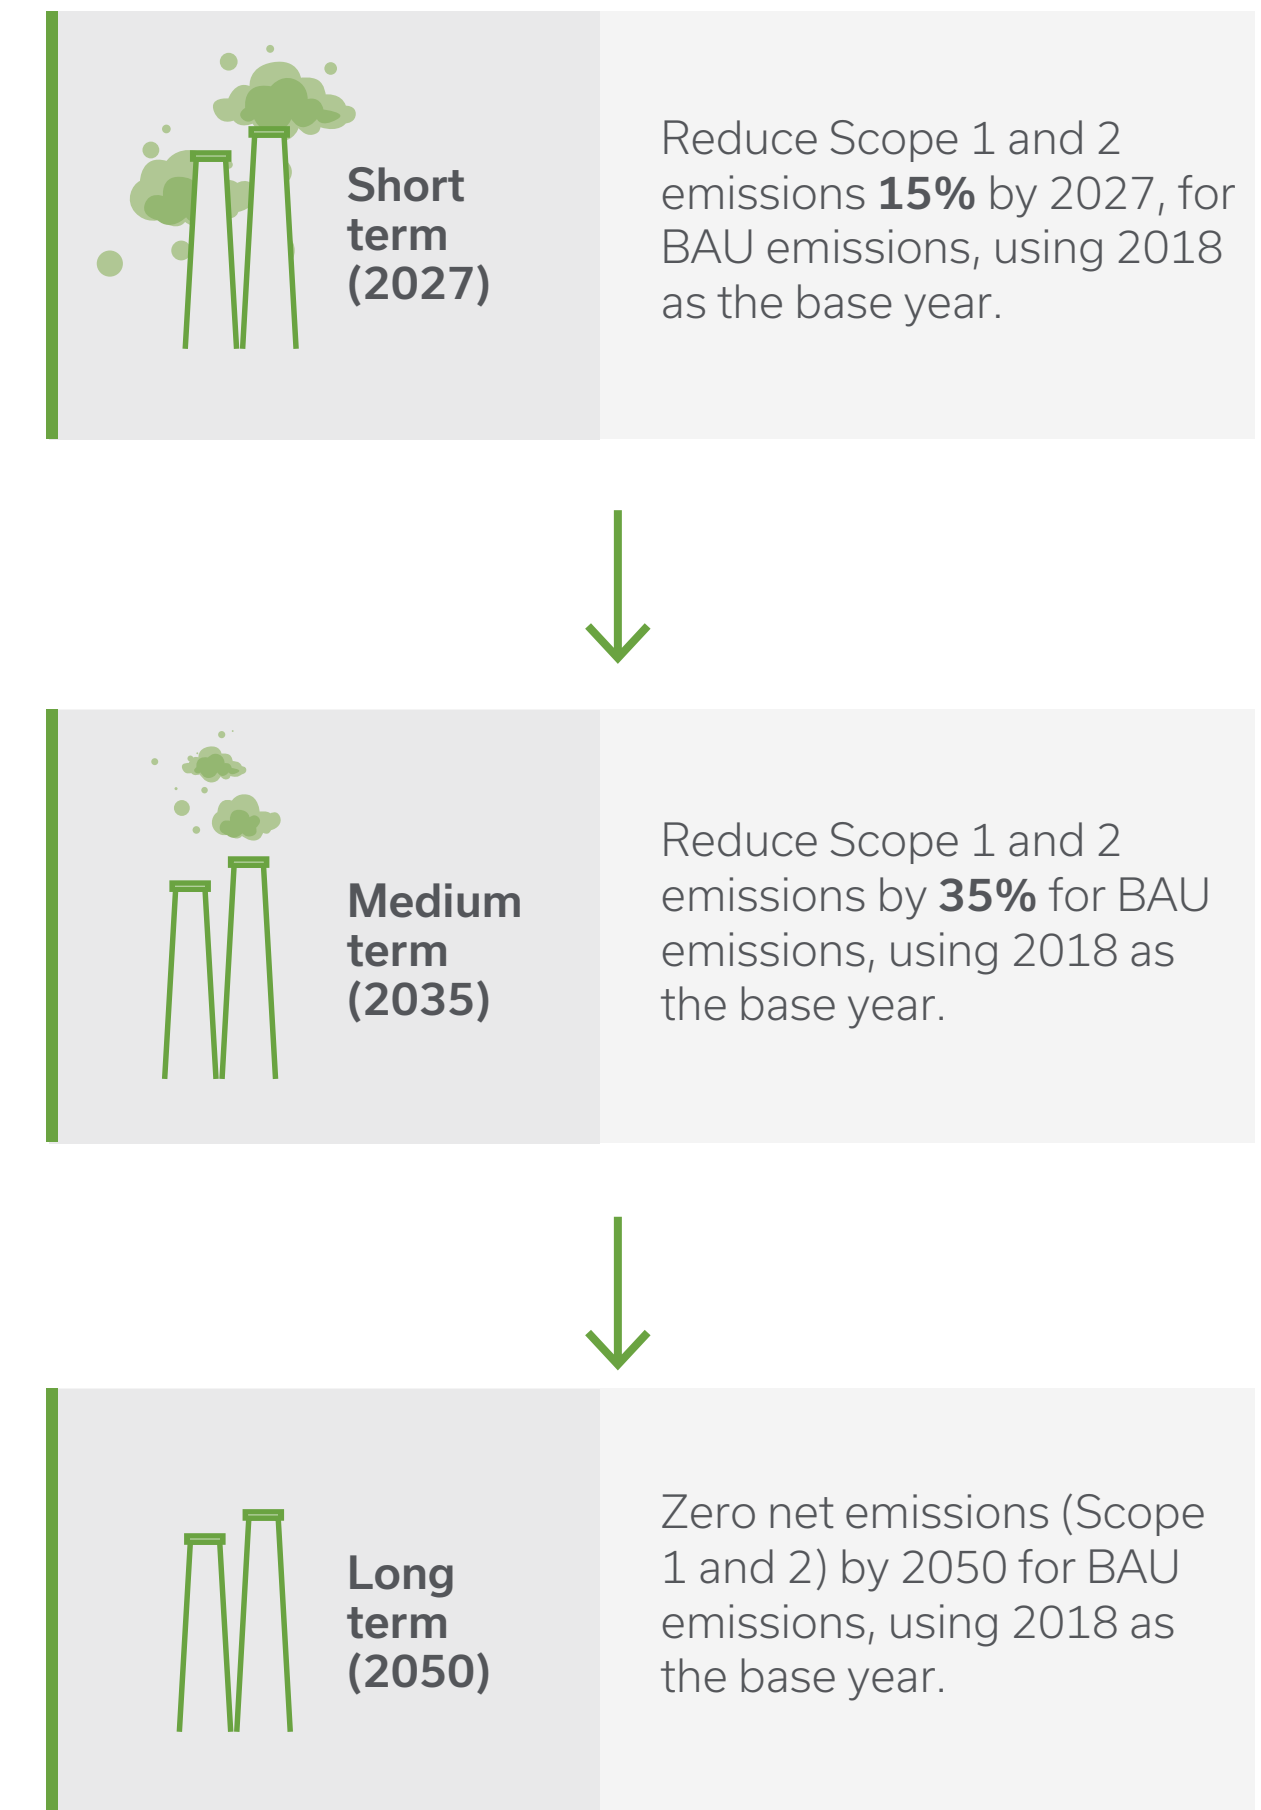 Short
term
(2027)
Reduce Scope 1 and 2
emissions 15% by 2027, for
BAU emissions, using 2018
as the base year.
Medium
term
(2035)
Reduce Scope 1 and 2
emissions by 35% for BAU
emissions, using 2018 as
the base year.
Long
term
(2050)
Zero net emissions (Scope
1 and 2) by 2050 for BAU
emissions, using 2018 as
the base year.